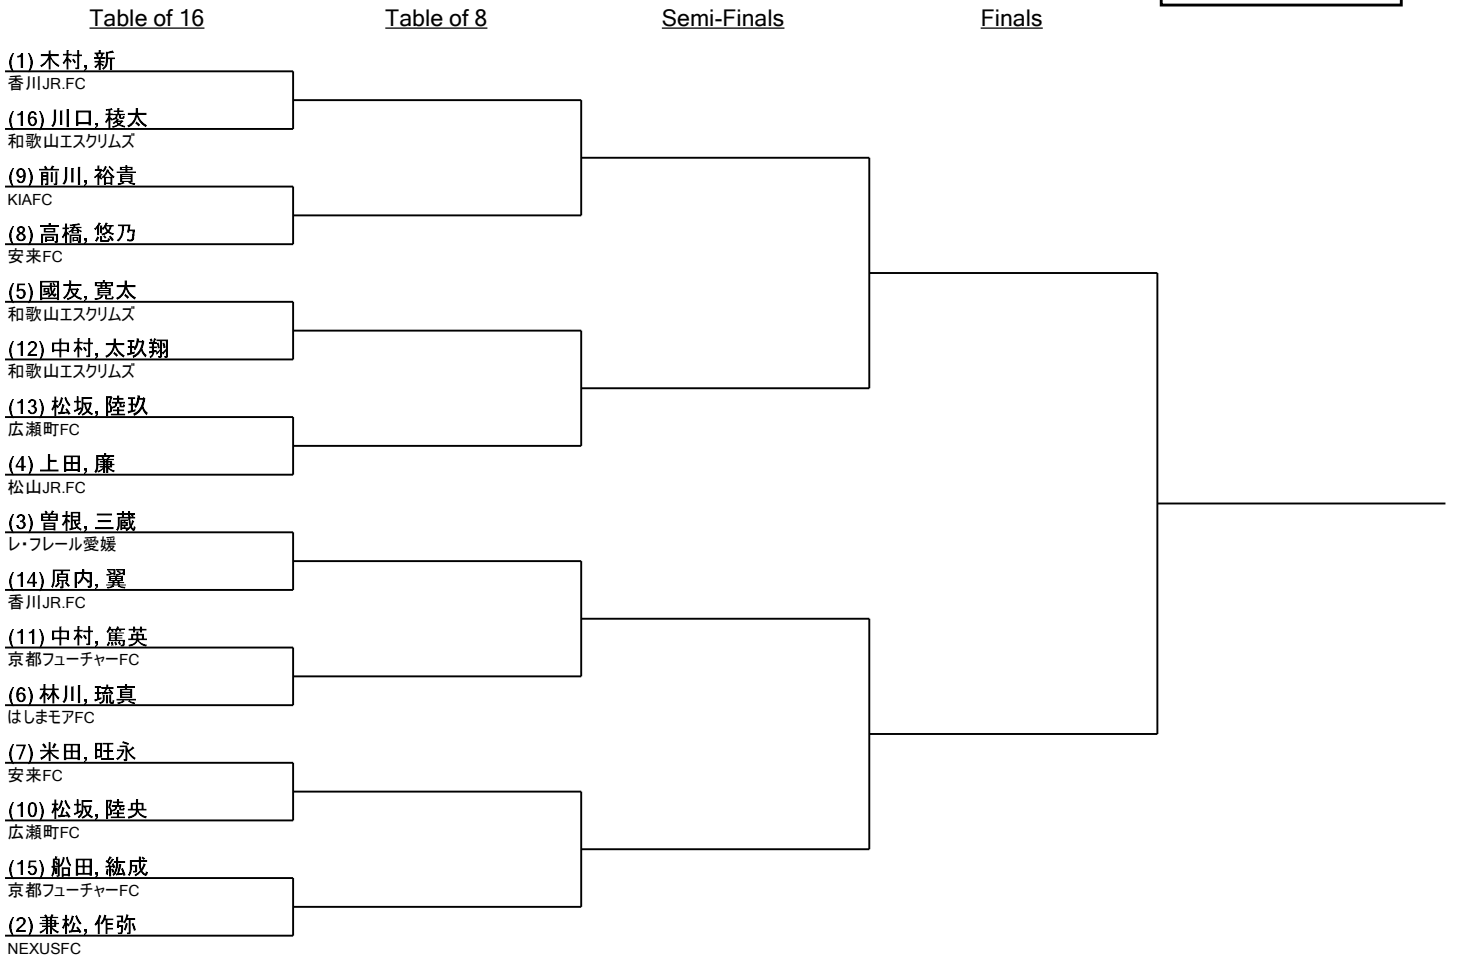 Table of 16 Table of 8 Semi-Finals Finals
(1) 木村, 新
香川JR.FC
(16) 川口, 稜太
和歌山エスクリムズ
(9) 前川, 裕貴
KIAFC
(8) 高橋, 悠乃
安来FC
(5) 國友, 寛太
和歌山エスクリムズ
(12) 中村, 太玖翔
和歌山エスクリムズ
(13) 松坂, 陸玖
広瀬町FC
(4) 上田, 廉
松山JR.FC
(3) 曽根, 三蔵
レ・フレール愛媛
(14) 原内, 翼
香川JR.FC
(11) 中村, 篤英
京都フューチャーFC
(6) 林川, 琉真
はしまモアFC
(7) 米田, 旺永
安来FC
(10) 松坂, 陸央
広瀬町FC
(15) 船田, 紘成
京都フューチャーFC
(2) 兼松, 作弥
NEXUSFC